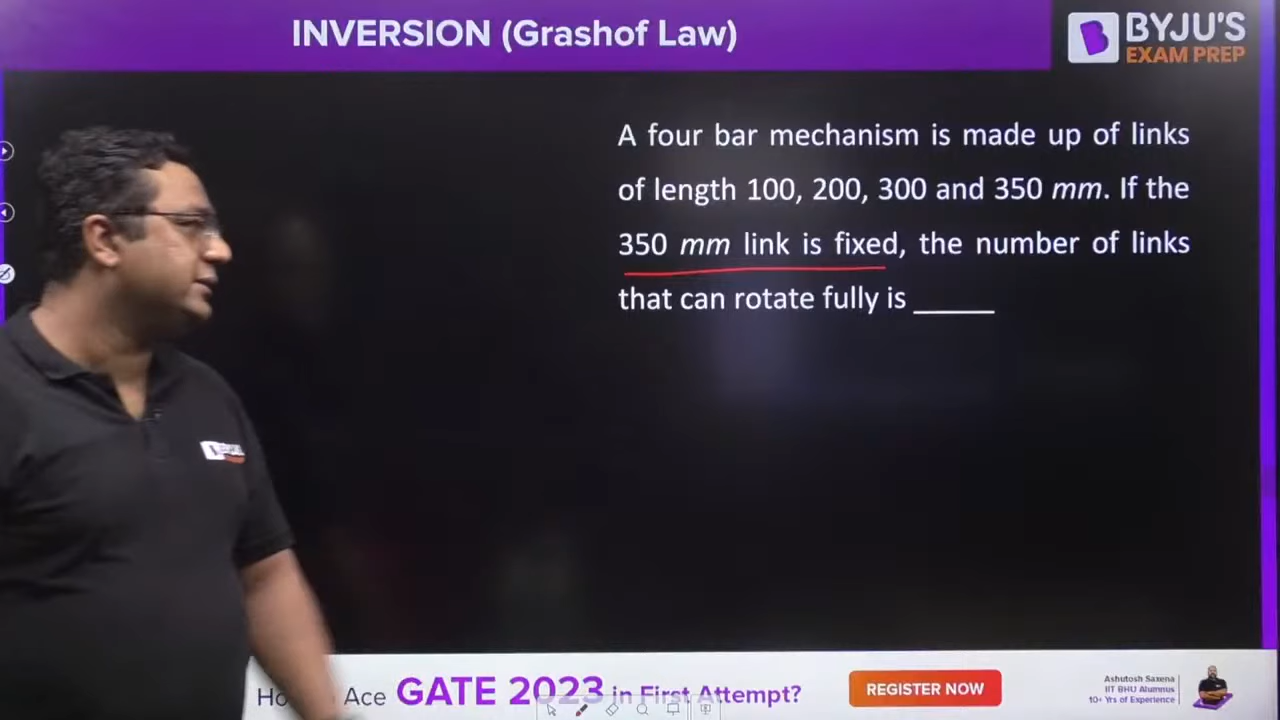 INVERSION (Grashof Law)
BYJU'S
EXAM PREP
A four bar mechanism is made up of links
of length 100, 200, 300 and 350 mm. If the
350 mm link is fixed, the number of links
that can rotate fully is _____
Ace GATE 2023 in First Attempt?
REGISTER NOW
Ashutosh Saxena
IIT BHU Alumnus
10+ Yrs of Experience